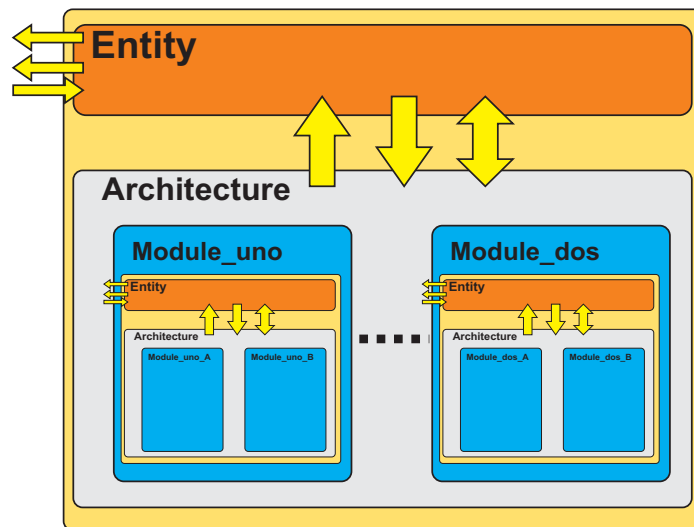 Entity
Architecture
Module_uno
Module_dos
Entity
Entity
Architecture
Architecture
Module_uno_A
Module_uno_B
Module_dos_A
Module_dos_B